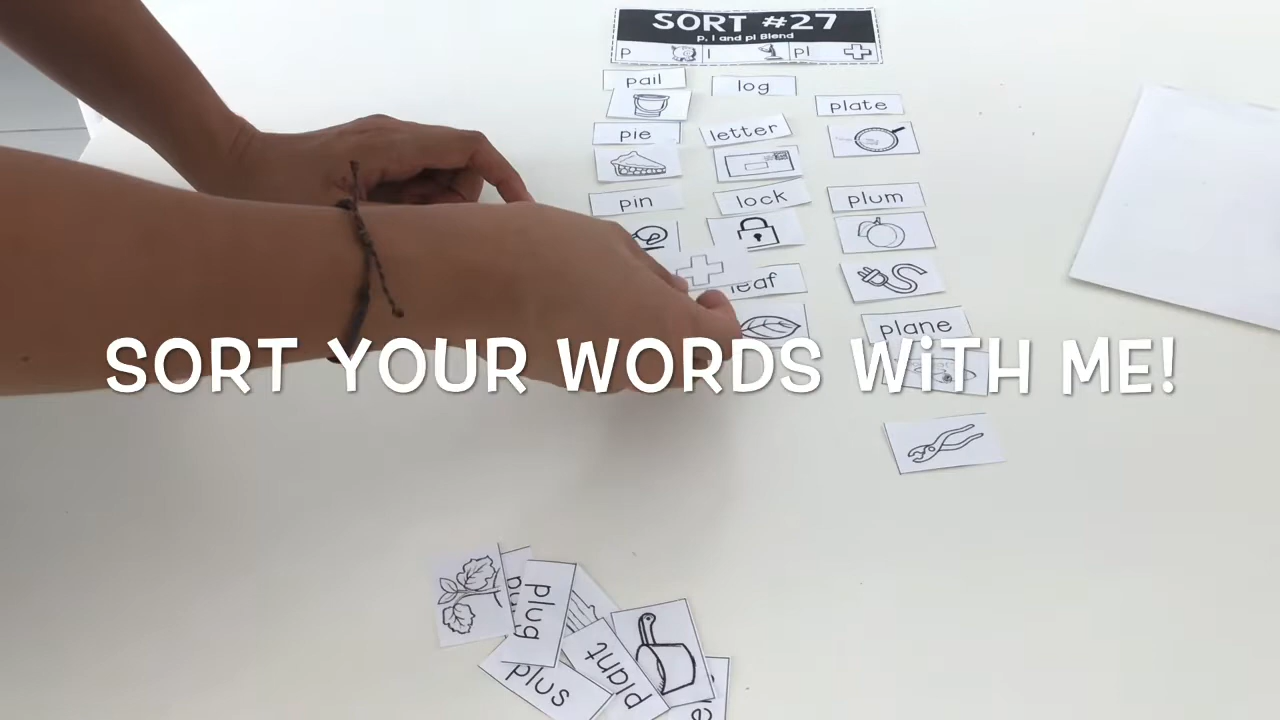 SORT #27
p, l and pl Blend
p
l
pl
pail
log
plate
pie
letter
pin
lock
plum
leaf
plane
SORT YOUR WORDS WiTH ME!
plug
plant
plus